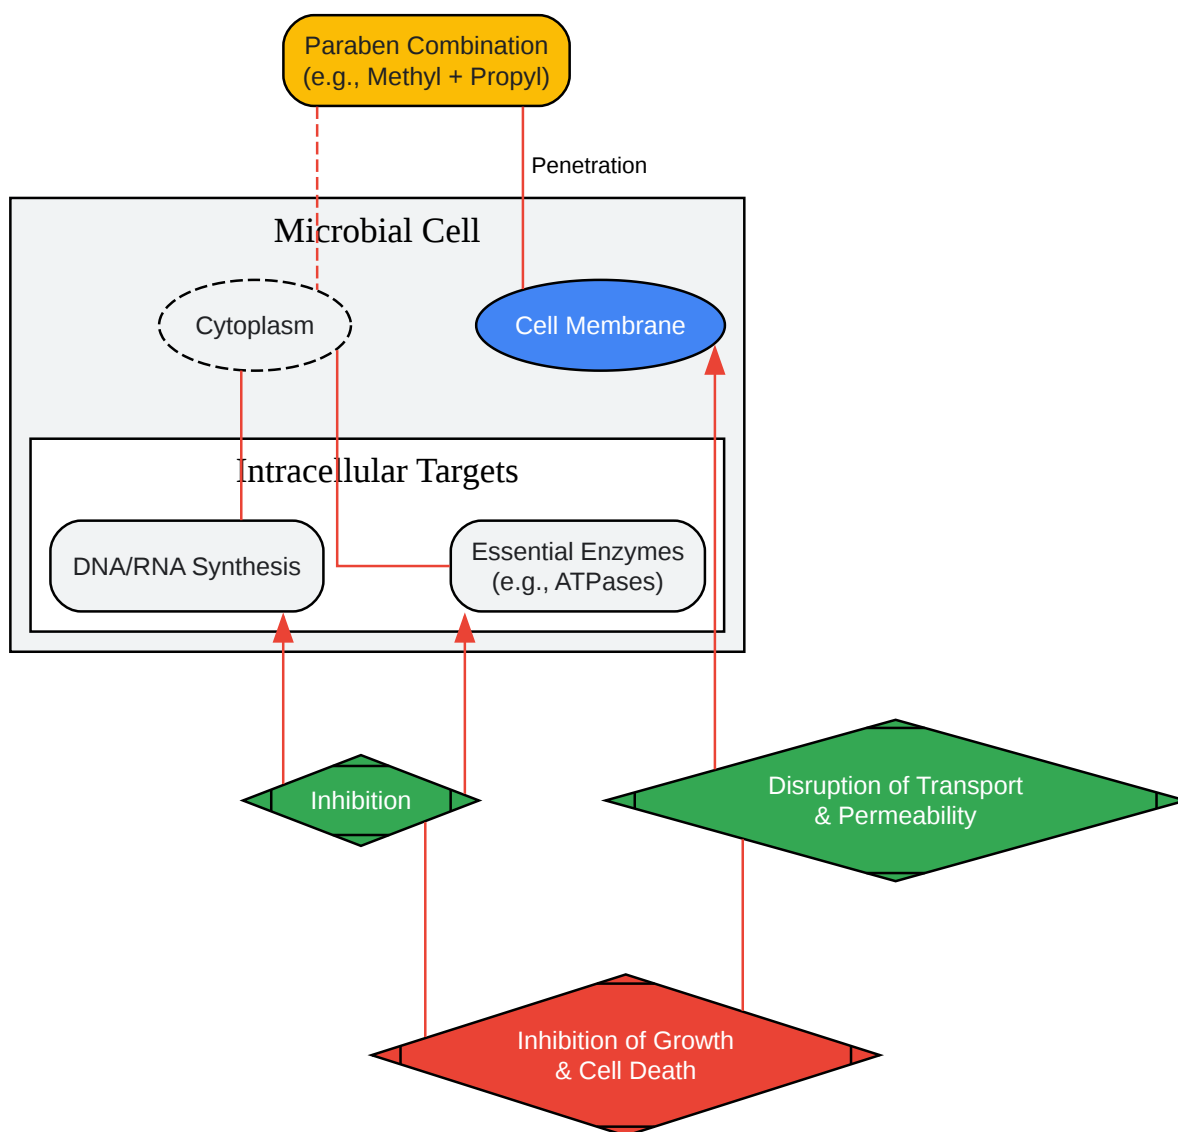 Paraben Combination
(e.g., Methyl + Propyl)
Penetration
Microbial Cell
Cytoplasm
Cell Membrane
Intracellular Targets
DNA/RNA Synthesis
Essential Enzymes
(e.g., ATPases)
Inhibition
Disruption of Transport
& Permeability
Inhibition of Growth
& Cell Death